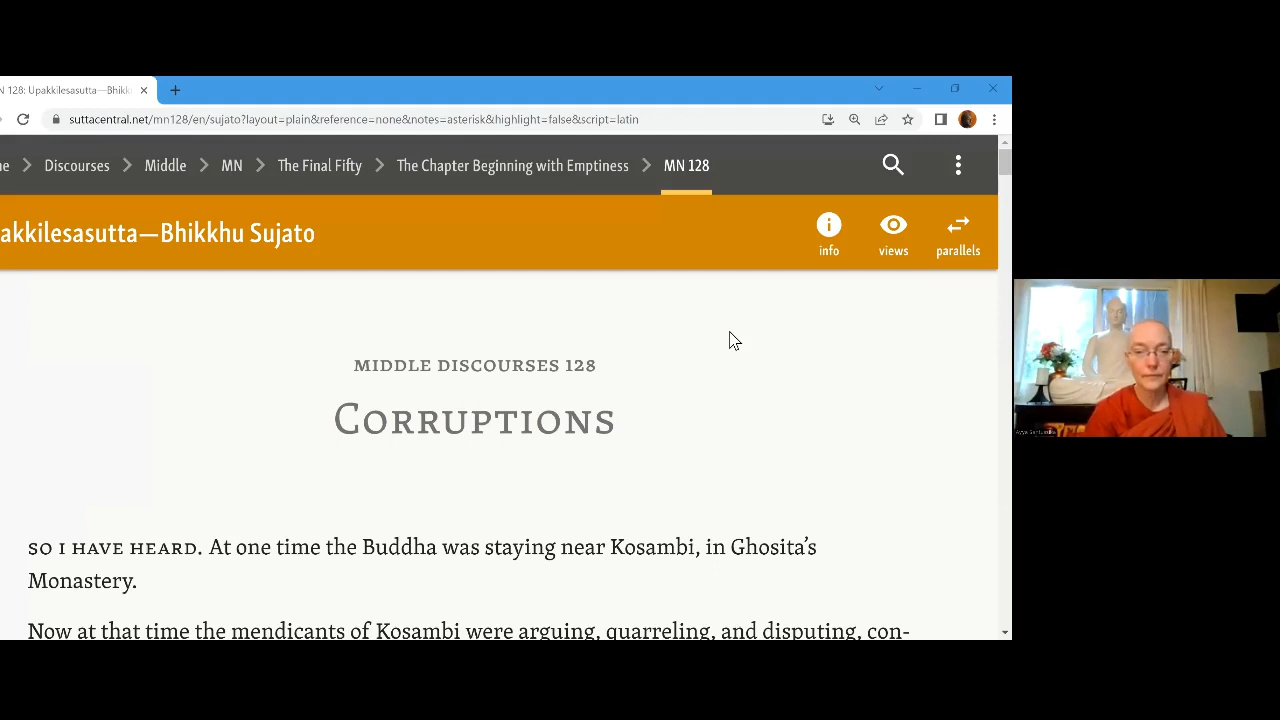 N 128: Upakkilesasutta—Bhikkh
suttacentral.net/mn128/en/sujato?layout=plain&reference=none&notes=asterisk&highlight=false&script=latin
ne Discourses Middle MN The Final Fifty The Chapter Beginning with Emptiness MN 128
akkilesasutta—Bhikkhu Sujato
info views parallels
MIDDLE DISCOURSES 128
CORRUPTIONS
SO I HAVE HEARD. At one time the Buddha was staying near Kosambi, in Ghosita’s
Monastery.
Now at that time the mendicants of Kosambi were arguing, quarreling, and disputing, con-
Ayya Santussika